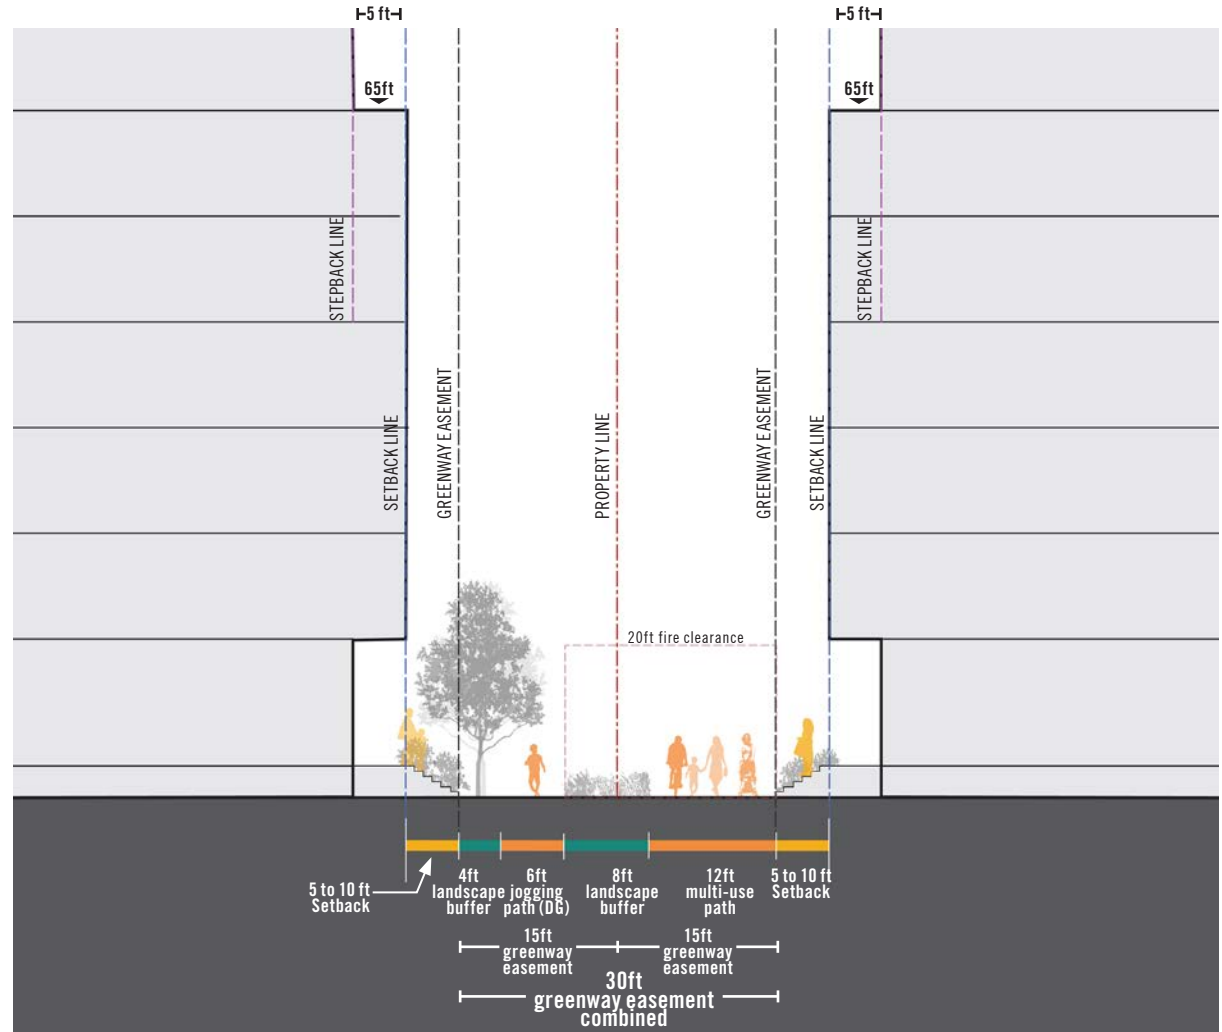 5 ft
5 ft
65ft
65ft
STEPBACK LINE
STEPBACK LINE
SETBACK LINE
GREENWAY EASEMENT
PROPERTY LINE
GREENWAY EASEMENT
SETBACK LINE
20ft fire clearance
5 to 10 ft
Setback
4ft
landscape
buffer
6ft
jogging
path (DG)
8ft
landscape
buffer
12ft
multi-use
path
5 to 10 ft
Setback
15ft
greenway
easement
15ft
greenway
easement
30ft
greenway easement
combined